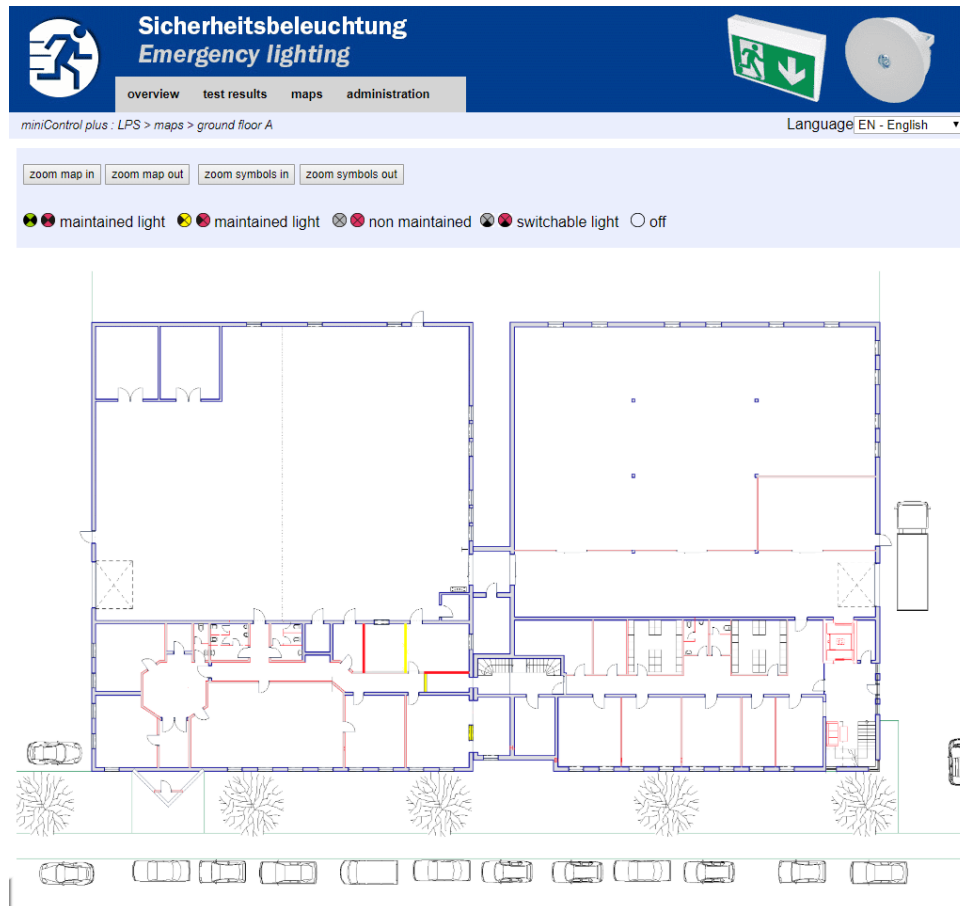 Sicherheitsbeleuchtung
Emergency lighting
overview test results maps administration
miniControl plus : LPS > maps > ground floor A
Language EN - English
zoom map in zoom map out zoom symbols in zoom symbols out
maintained light maintained light non maintained switchable light off